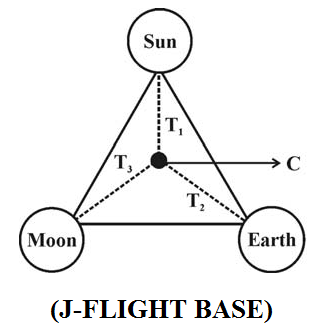 Sun
T₁
T₃
C
T₂
Moon
Earth
(J-FLIGHT BASE)